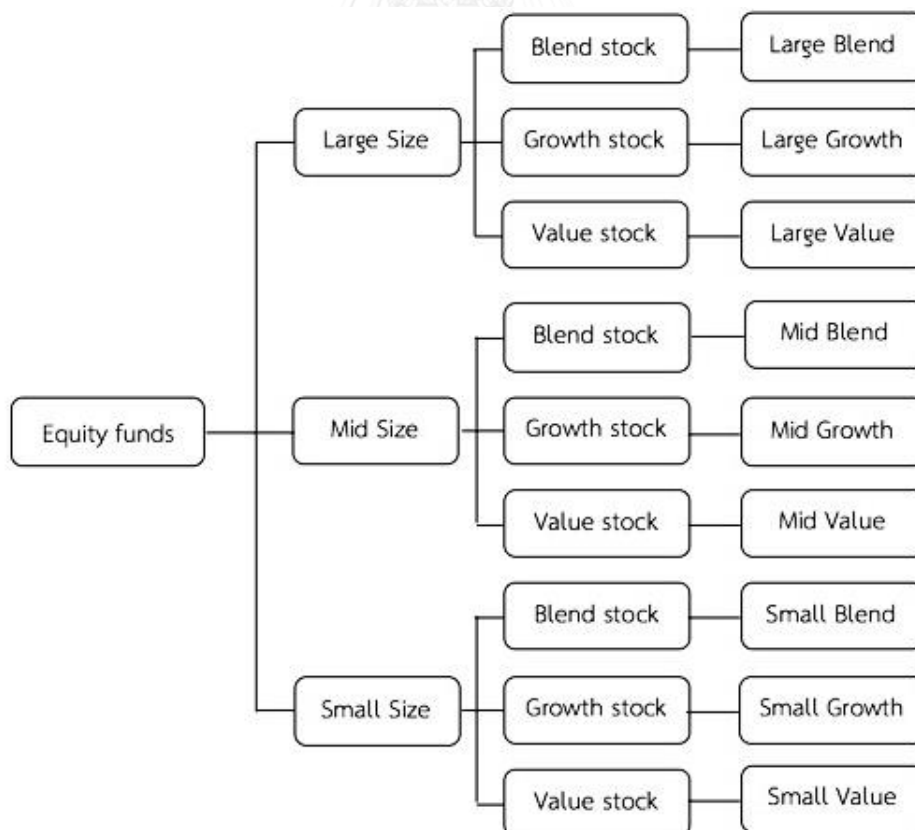 Blend stock
Large Blend
Large Size
Growth stock
Large Growth
Value stock
Large Value
Blend stock
Mid Blend
Equity funds
Mid Size
Growth stock
Mid Growth
Value stock
Mid Value
Blend stock
Small Blend
Small Size
Growth stock
Small Growth
Value stock
Small Value